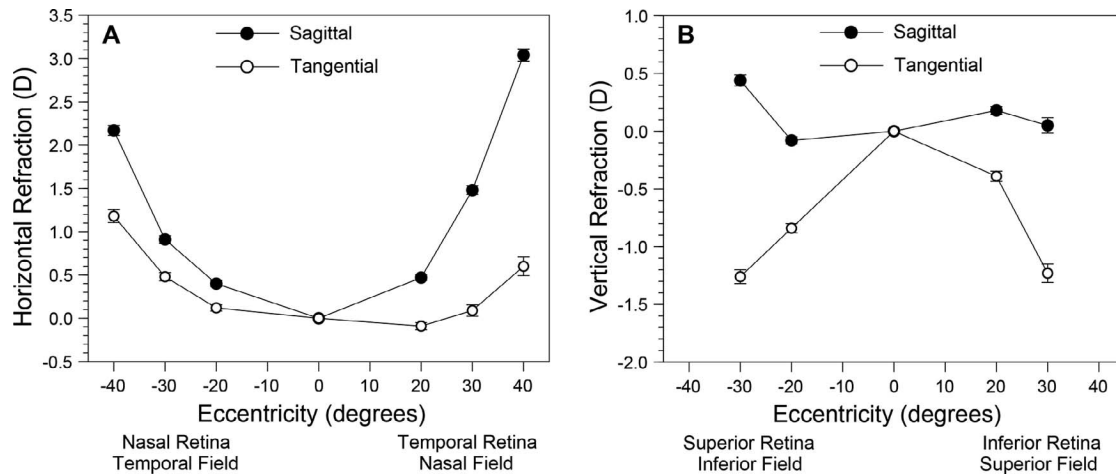 A
Sagittal
Tangential
Horizontal Refraction (D)
3.5
3.0
2.5
2.0
1.5
1.0
0.5
0.0
-0.5
-40 -30 -20 -10 0 10 20 30 40
Eccentricity (degrees)
Nasal Retina
Temporal Field
Temporal Retina
Nasal Field
B
Sagittal
Tangential
Vertical Refraction (D)
1.0
0.5
0.0
-0.5
-1.0
-1.5
-2.0
-40 -30 -20 -10 0 10 20 30 40
Eccentricity (degrees)
Superior Retina
Inferior Field
Inferior Retina
Superior Field